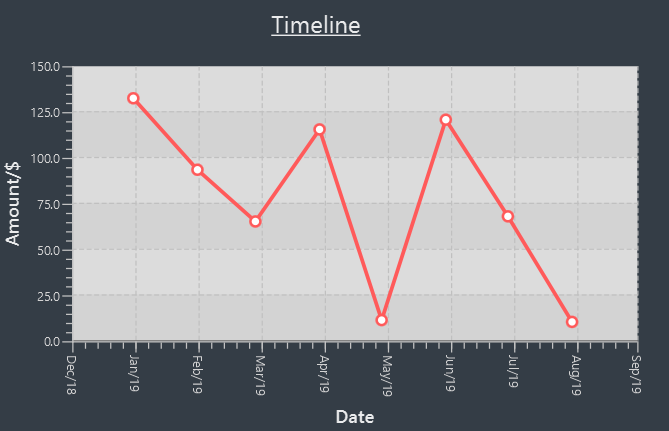 Timeline
Amount/$
150.0
125.0
100.0
75.0
50.0
25.0
0.0
Dec/18
Jan/19
Feb/19
Mar/19
Apr/19
May/19
Jun/19
Jul/19
Aug/19
Sep/19
Date